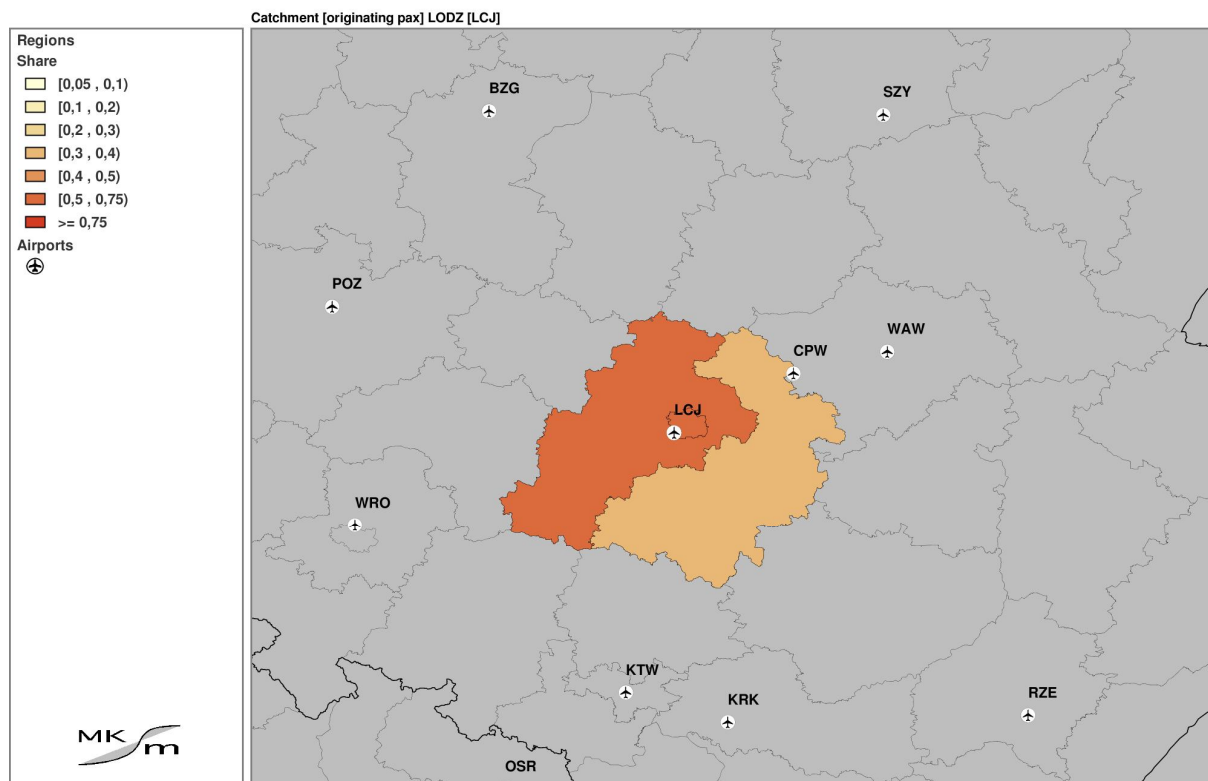 Catchment [originating pax] LODZ [LCJ]
Regions
Share
[0,05 , 0,1)
[0,1 , 0,2)
[0,2 , 0,3)
[0,3 , 0,4)
[0,4 , 0,5)
[0,5 , 0,75)
>= 0,75
Airports
BZG
SZY
POZ
WAW
CPW
LCJ
WRO
KTW
KRK
RZE
OSR
MK
m